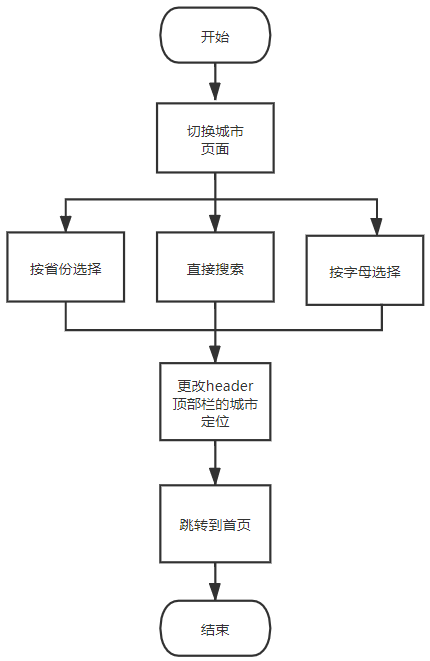 开始
切换城市
页面
按省份选择
直接搜索
按字母选择
更改header
顶部栏的城市
定位
跳转到首页
结束